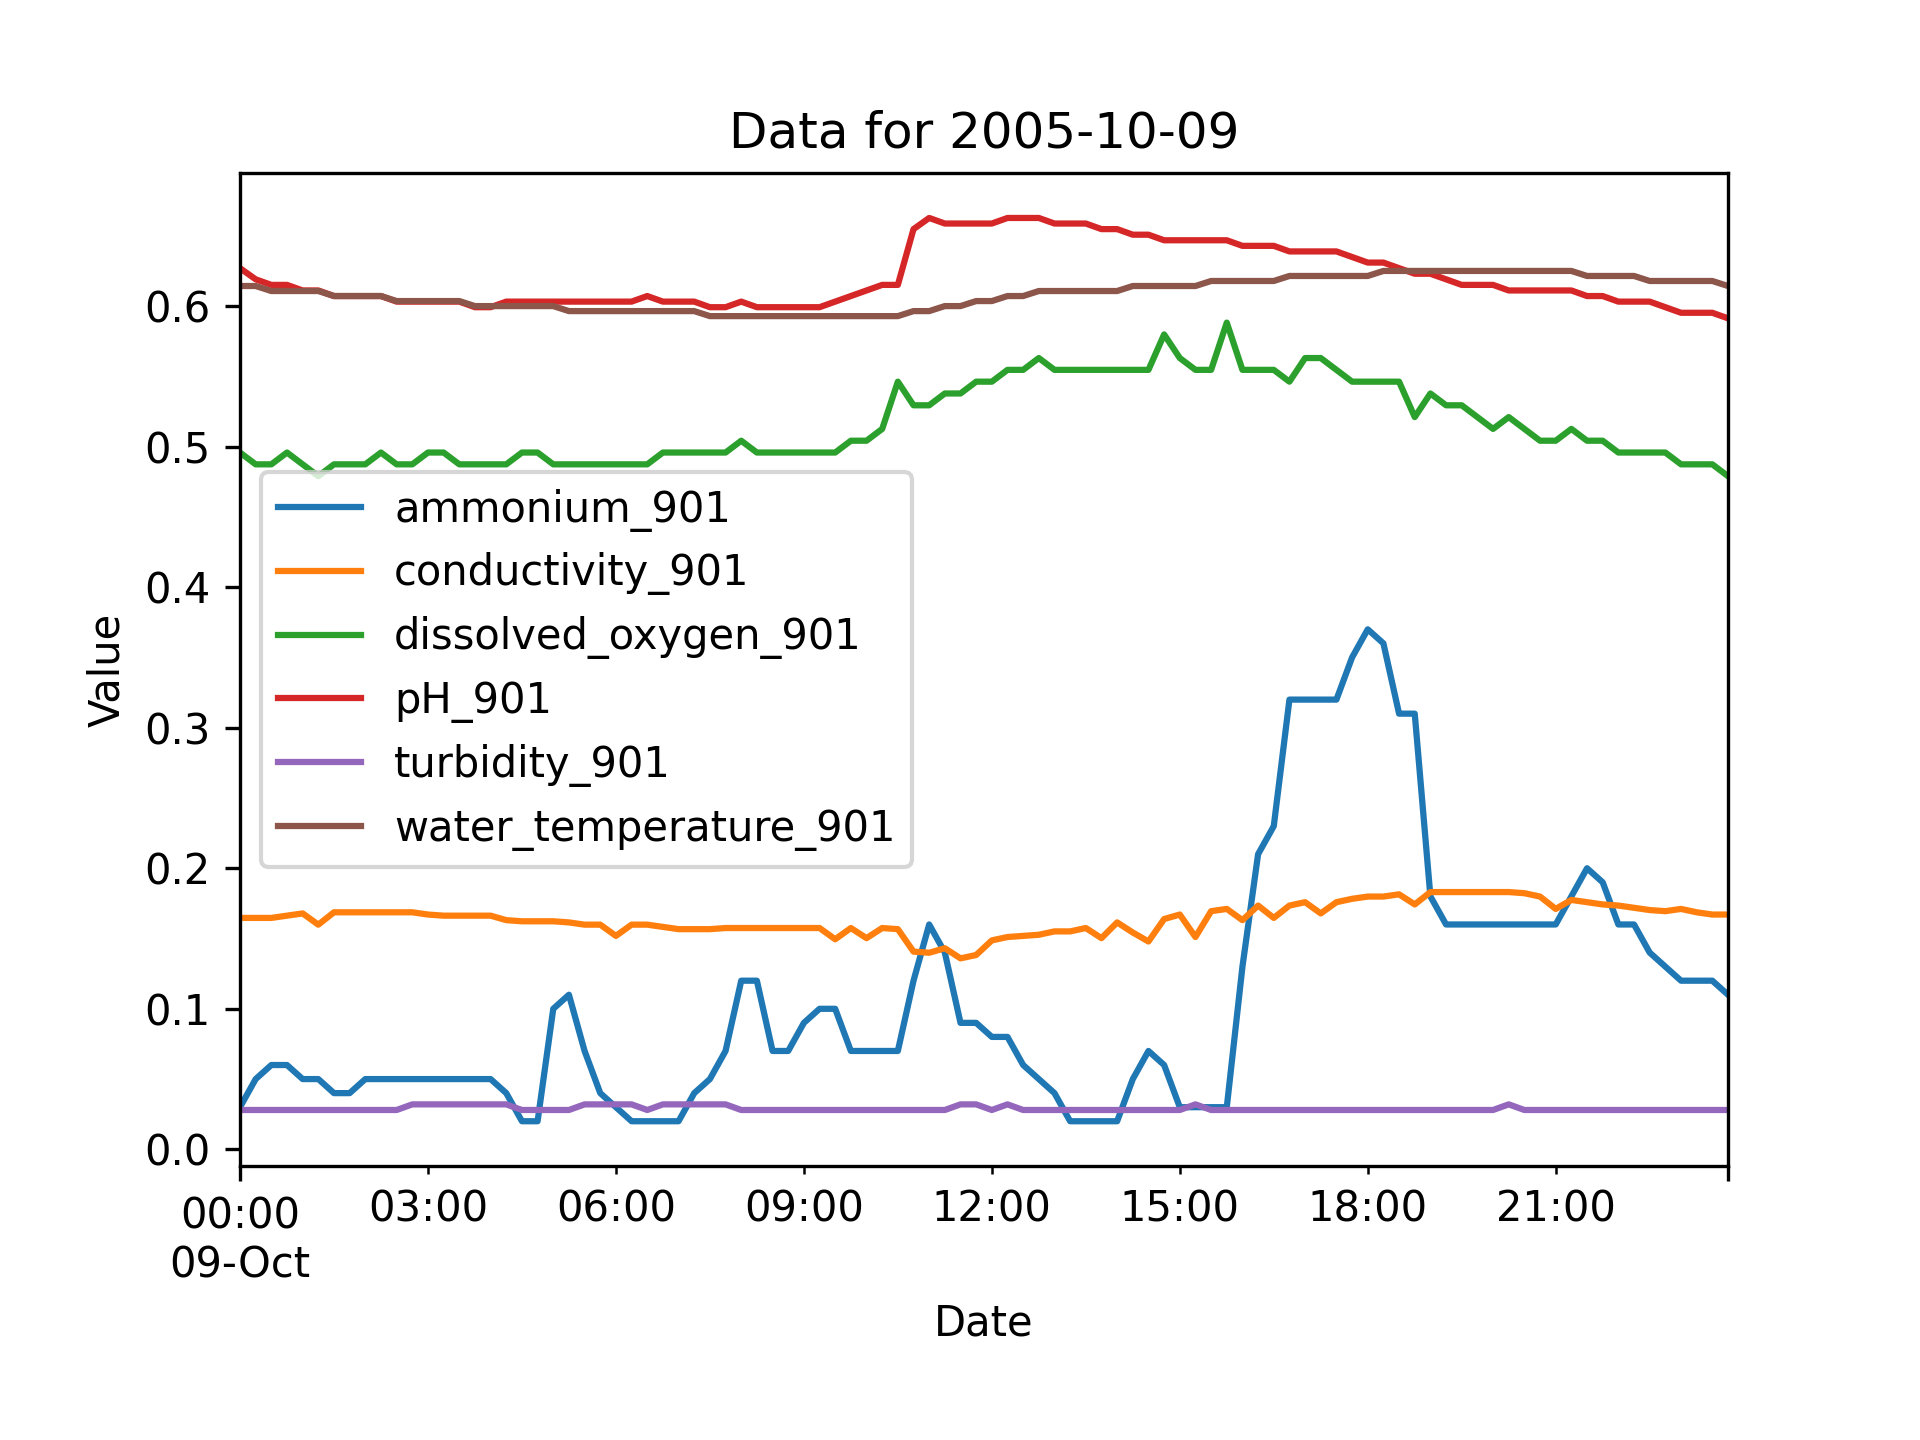 Data for 2005-10-09
Value
0.6
0.5
0.4
0.3
0.2
0.1
0.0
ammonium_901
conductivity_901
dissolved_oxygen_901
pH_901
turbidity_901
water_temperature_901
00:00 03:00 06:00 09:00 12:00 15:00 18:00 21:00
09-Oct
Date